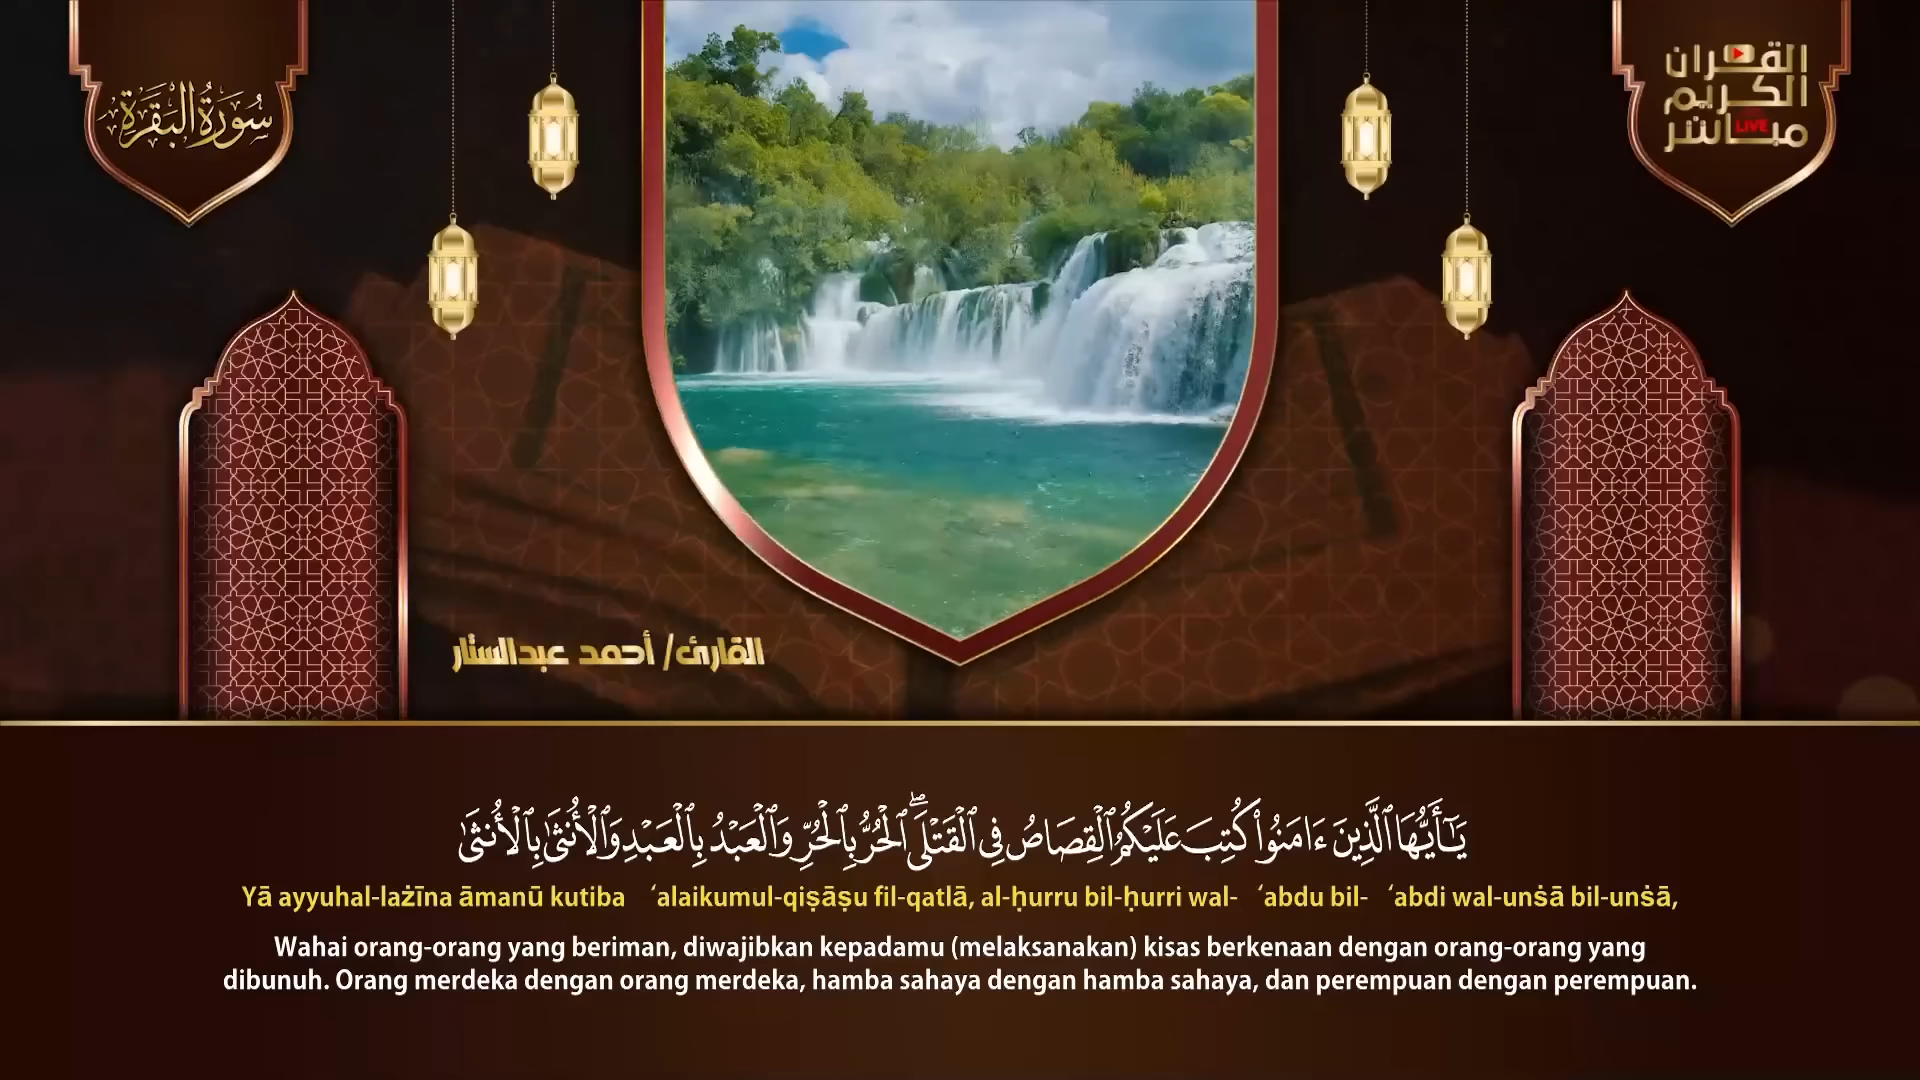 سُورَةُ الْبَقَرَةِ
القران
الكريم
LIVE
مباشر
القارئ/ أحمد عبدالستار
يَٰٓأَيُّهَا ٱلَّذِينَ ءَامَنُوا۟ كُتِبَ عَلَيْكُمُ ٱلْقِصَاصُ فِى ٱلْقَتْلَىۖ ٱلْحُرُّ بِٱلْحُرِّ وَٱلْعَبْدُ بِٱلْعَبْدِ وَٱلْأُنثَىٰ بِٱلْأُنثَىٰ
Yā ayyuhal-lażīna āmanū kutiba ‘alaikumul-qiṣāṣu fil-qatlā, al-ḥurru bil-ḥurri wal- ‘abdu bil- ‘abdi wal-unṡā bil-unṡā,
Wahai orang-orang yang beriman, diwajibkan kepadamu (melaksanakan) kisas berkenaan dengan orang-orang yang
dibunuh. Orang merdeka dengan orang merdeka, hamba sahaya dengan hamba sahaya, dan perempuan dengan perempuan.